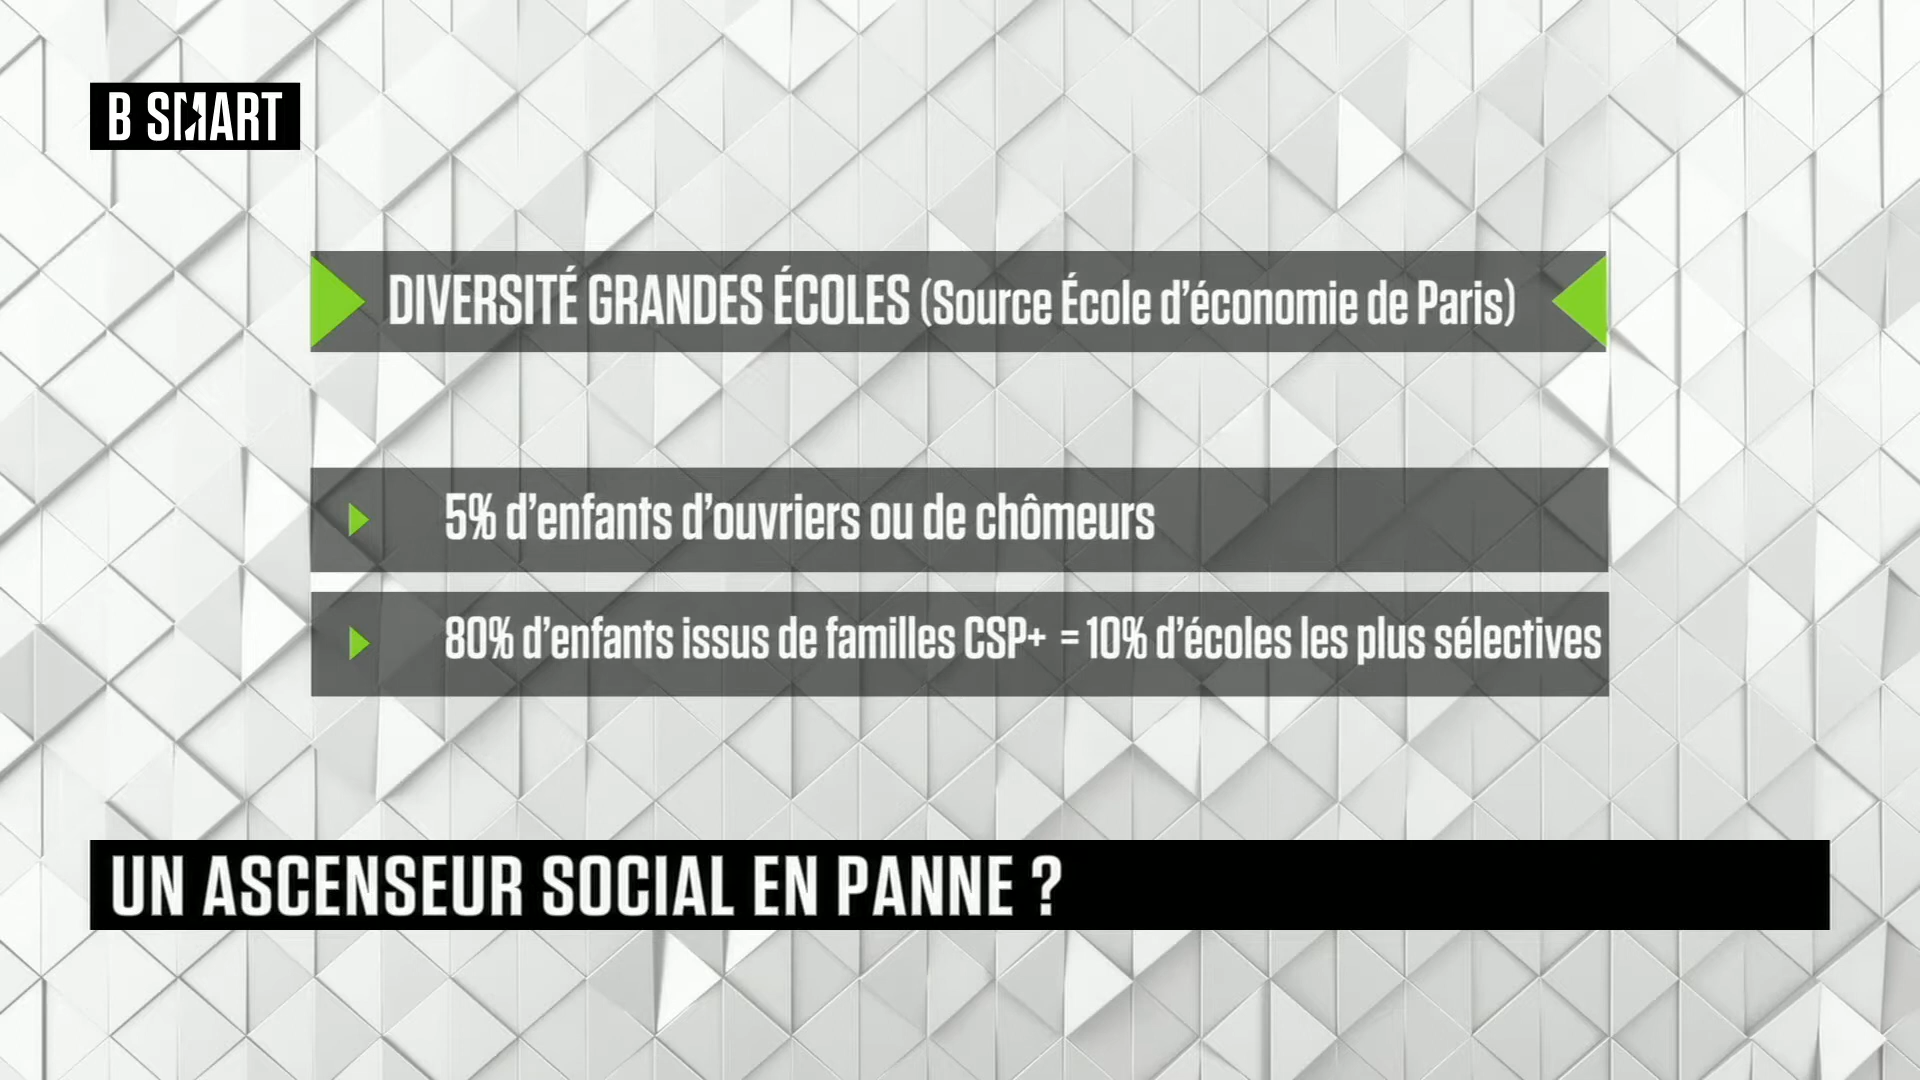 B SMART
DIVERSITÉ GRANDES ÉCOLES (Source École d’économie de Paris)
5% d’enfants d’ouvriers ou de chômeurs
80% d’enfants issus de familles CSP+ = 10% d’écoles les plus sélectives
UN ASCENSEUR SOCIAL EN PANNE ?